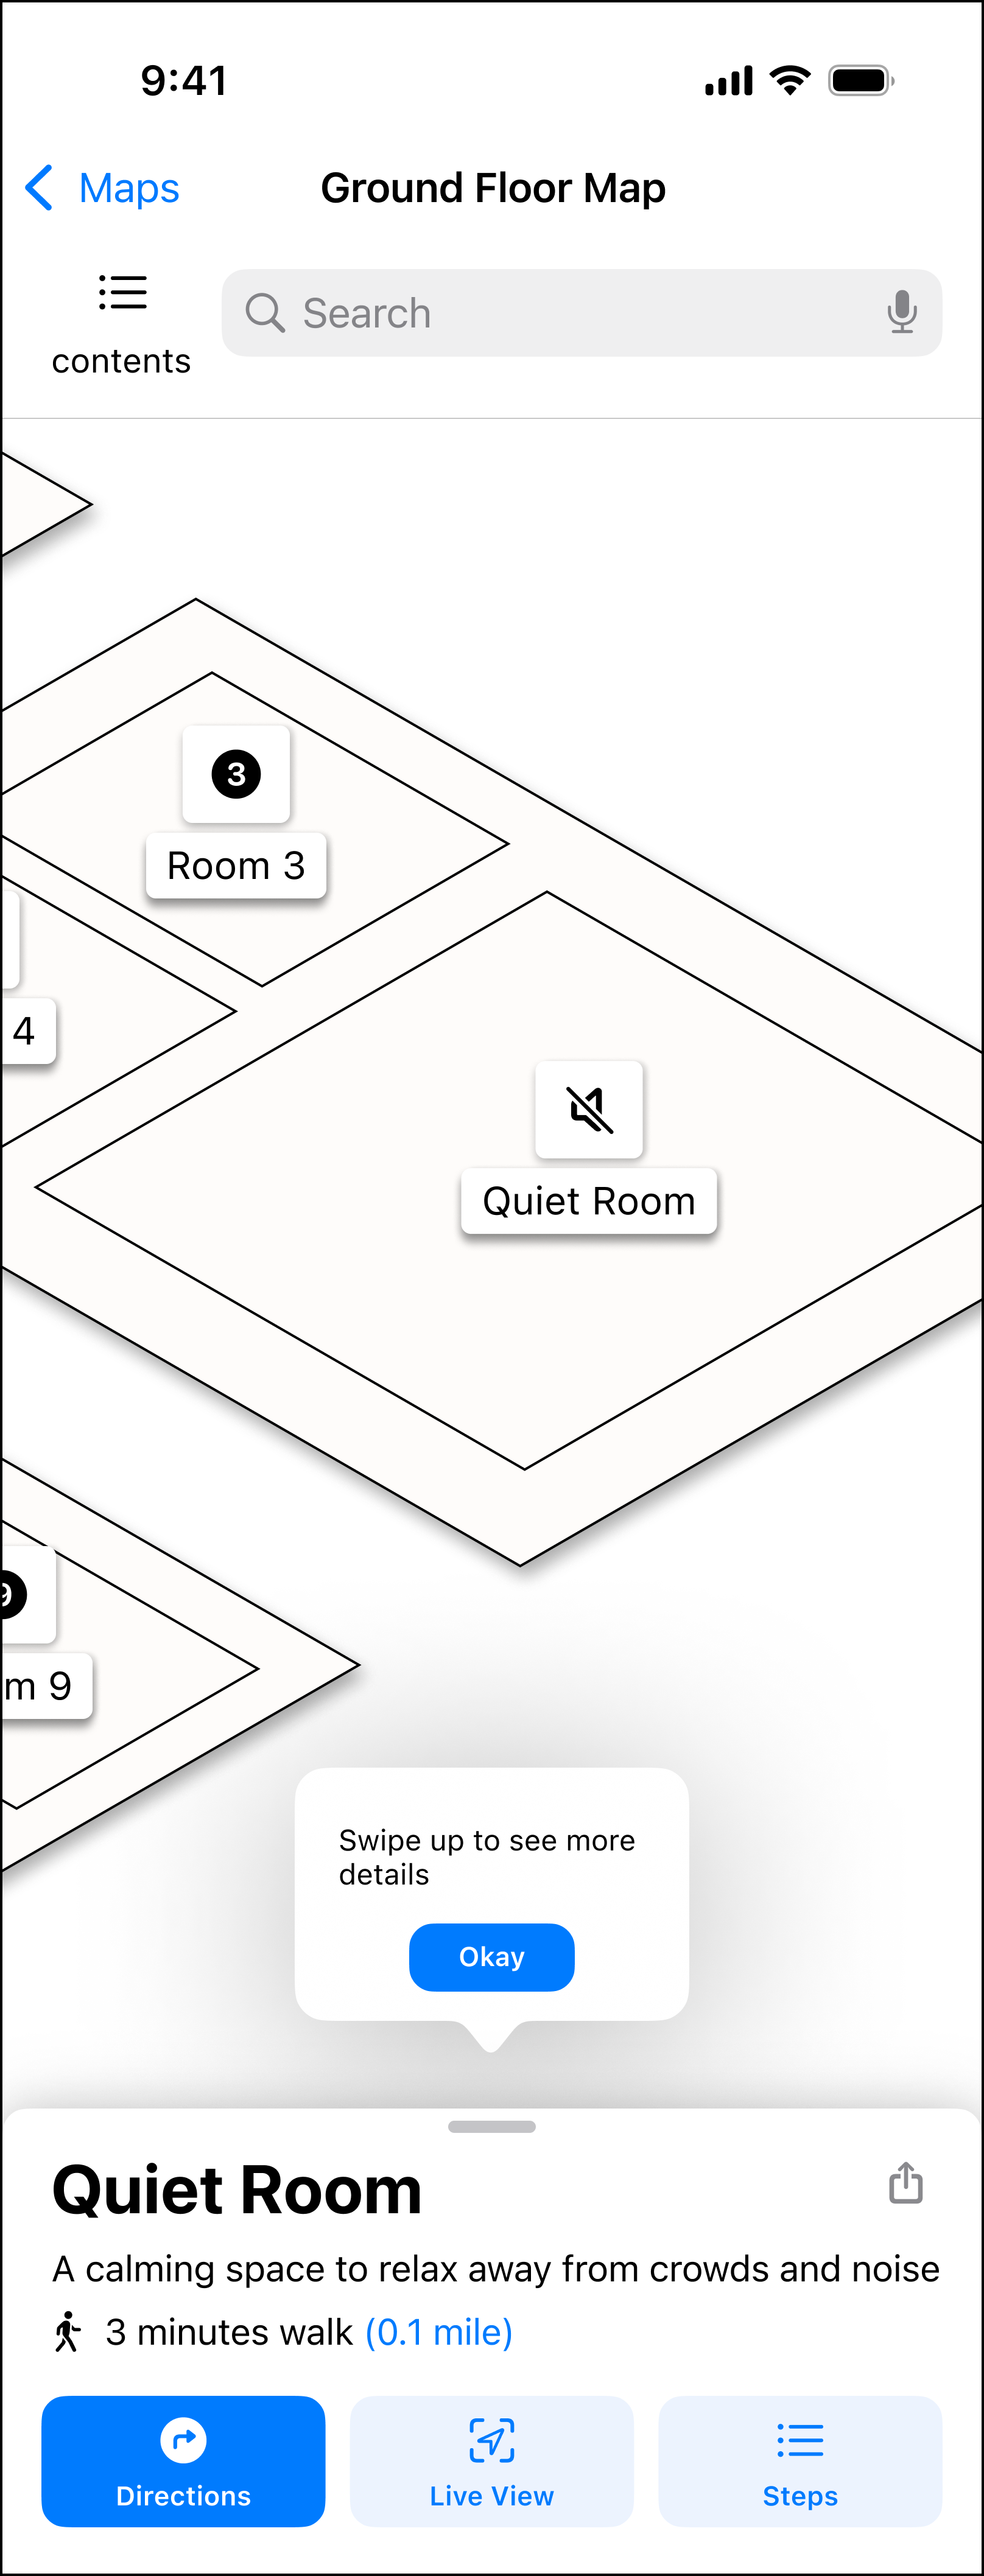 9:41
Maps
Ground Floor Map
Search
contents
3
Room 3
4
Quiet Room
9
m 9
Swipe up to see more
details
Okay
Quiet Room
A calming space to relax away from crowds and noise
3 minutes walk (0.1 mile)
Directions
Live View
Steps